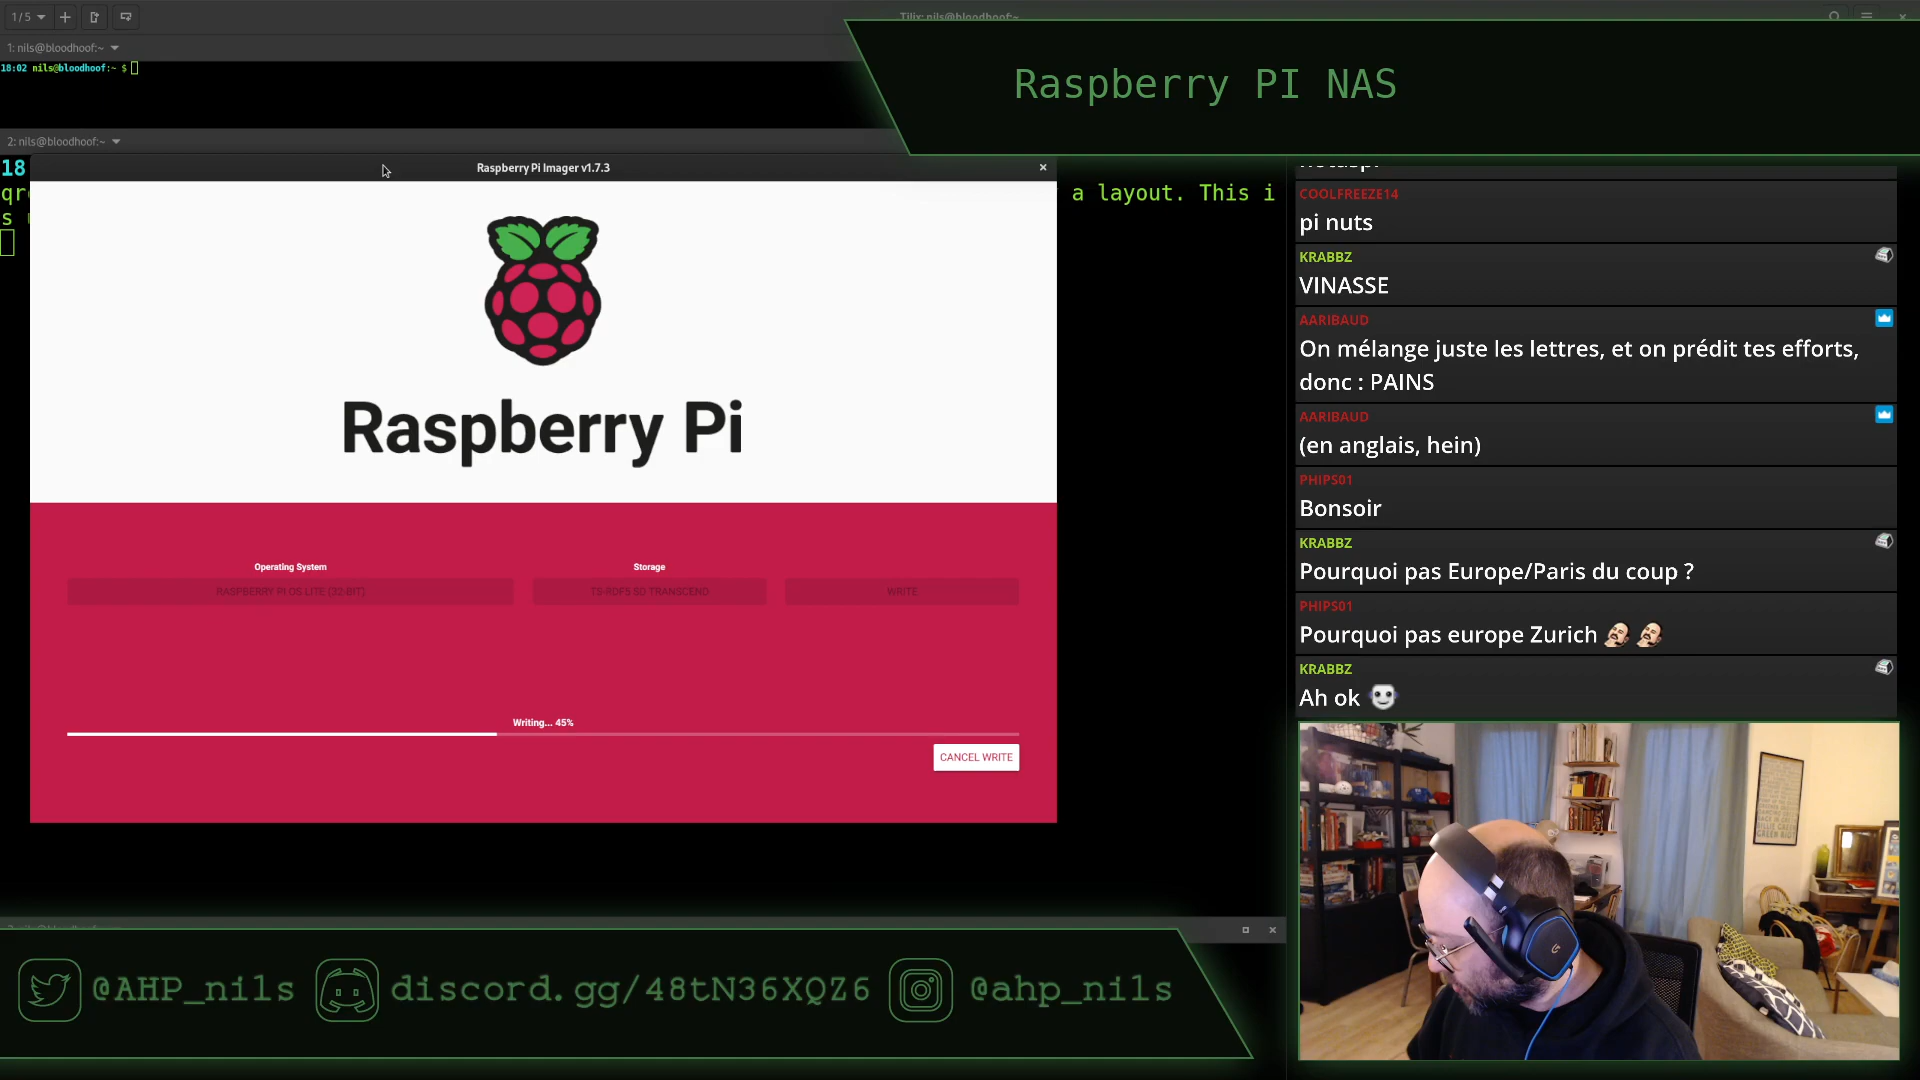 1/5
Tilix: nils@bloodhoof:~
1: nils@bloodhoof:~
18:02 nils@bloodhoof:~ $
Raspberry PI NAS
2: nils@bloodhoof:~
18
Raspberry Pi Imager v1.7.3
a layout. This i
s
Raspberry Pi
Operating System
Storage
RASPBERRY PI OS LITE (32-BIT)
TS-RDF5 SD TRANSCEND
WRITE
Writing... 45%
CANCEL WRITE
COOLFREEZE14
pi nuts
KRABBZ
VINASSE
AARIBAUD
On mélange juste les lettres, et on prédit tes efforts,
donc : PAINS
AARIBAUD
(en anglais, hein)
PHIPS01
Bonsoir
KRABBZ
Pourquoi pas Europe/Paris du coup ?
PHIPS01
Pourquoi pas europe Zurich
KRABBZ
Ah ok
@AHP_nils
discord.gg/48tN36XQZ6
@ahp_nils